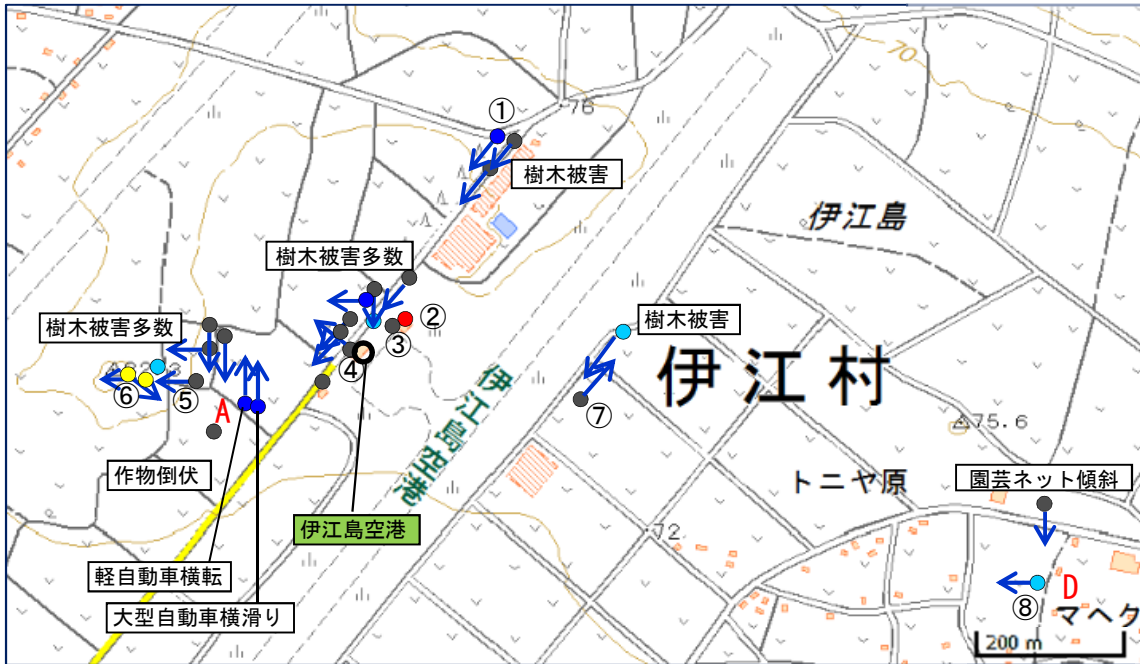 70
①
76
樹木被害
伊江島
樹木被害多数
②
③
樹木被害
樹木被害多数
伊江村
④
⑥
⑤
A
⑦
75.6
伊江島空港
作物倒伏
トニヤ原
園芸ネット傾斜
伊江島空港
72
軽自動車横転
D
⑧
大型自動車横滑り
マヘク
200 m